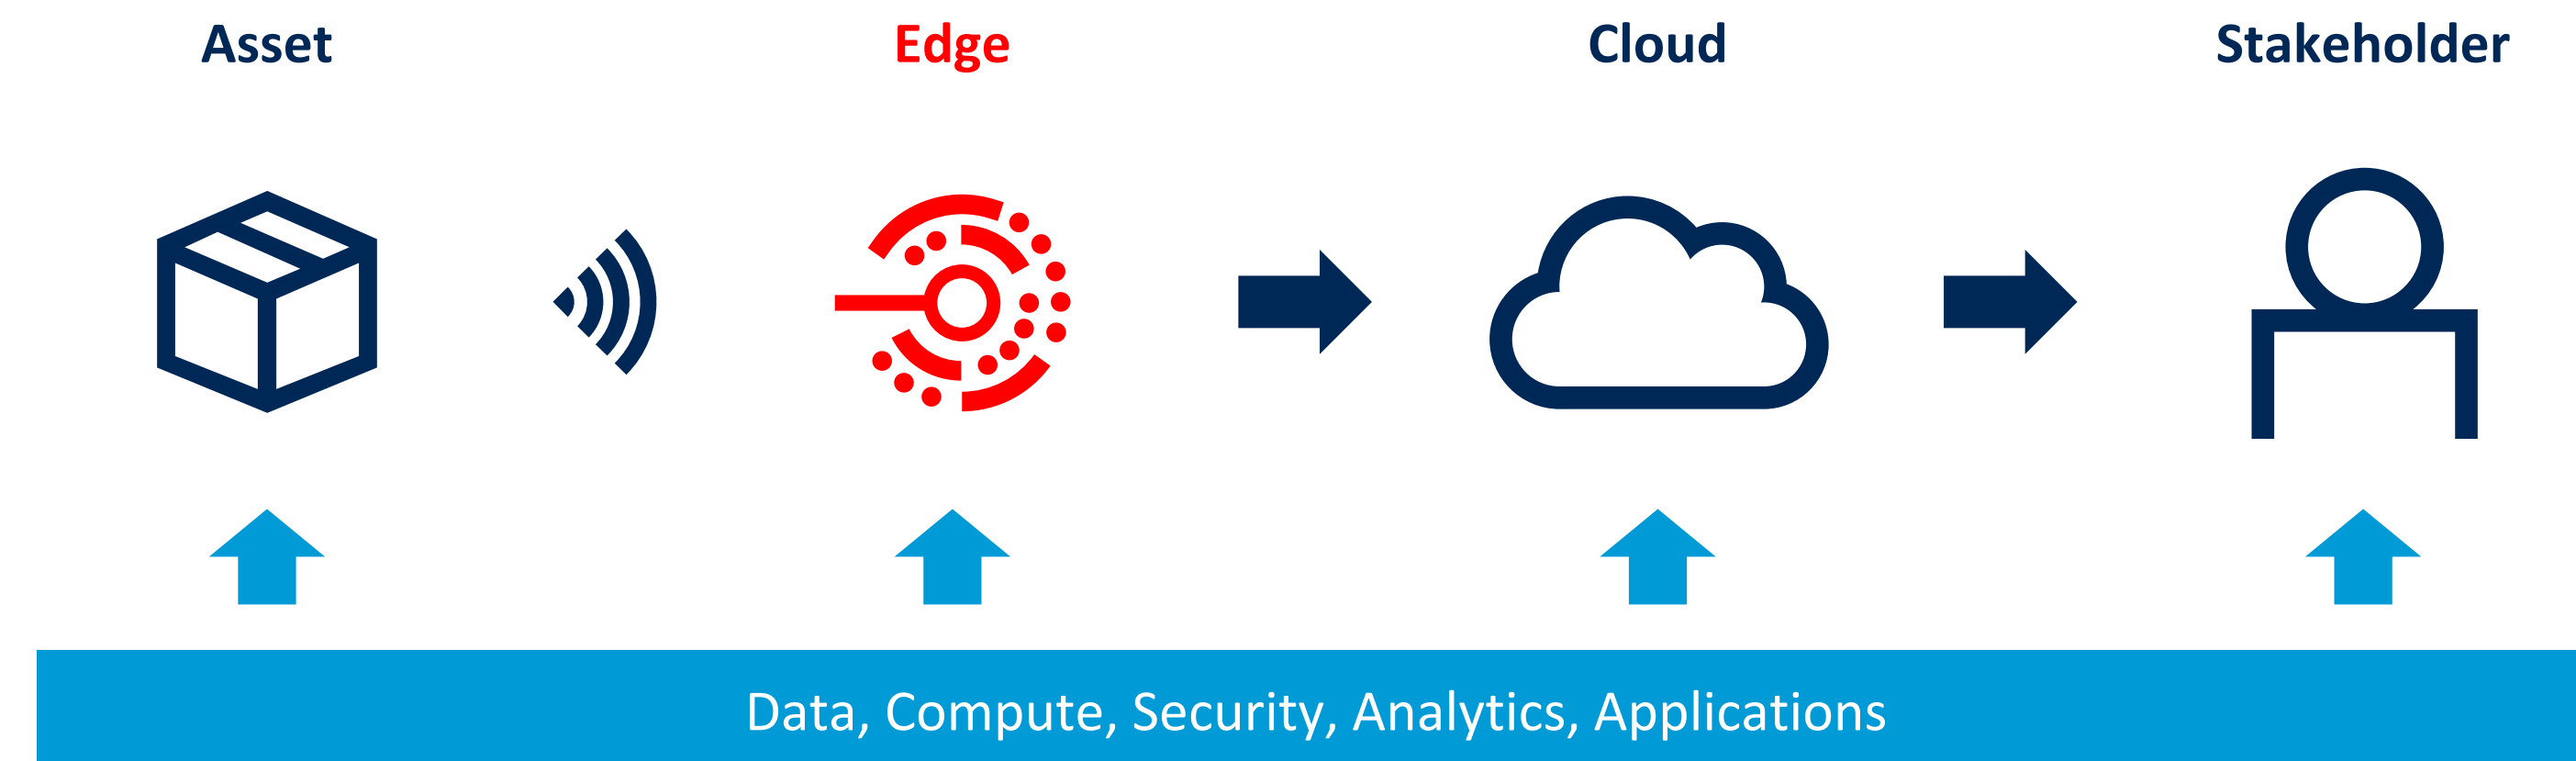 Asset
Edge
Cloud
Stakeholder
Data, Compute, Security, Analytics, Applications